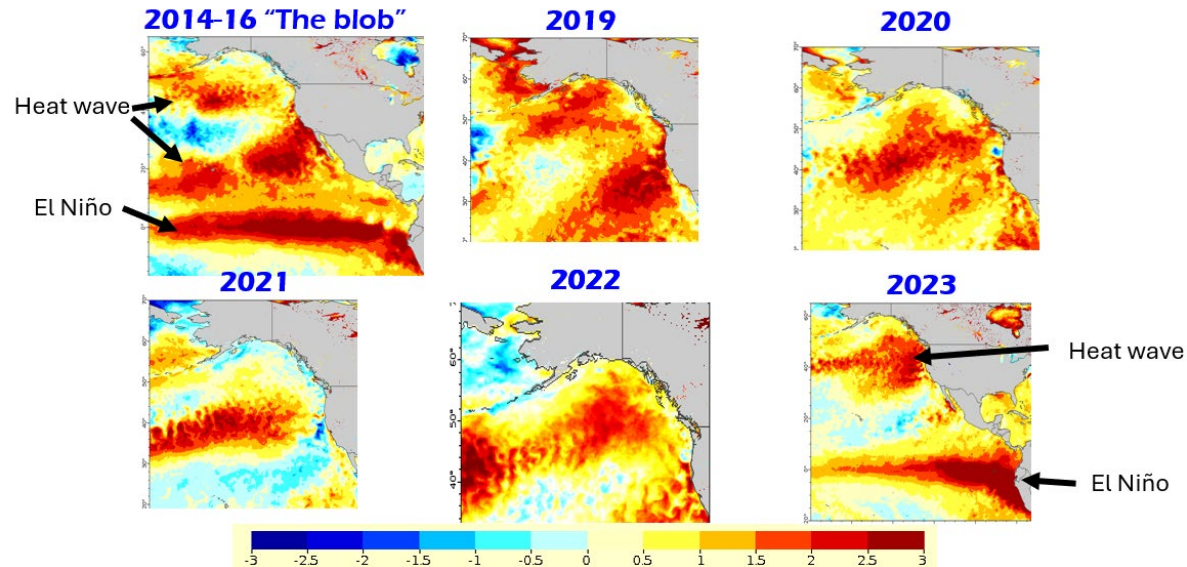 2014-16 “The blob”
2019
2020
Heat wave
El Niño
2021
2022
2023
Heat wave
El Niño
-3 -2.5 -2 -1.5 -1 -0.5 0 0.5 1 1.5 2 2.5 3